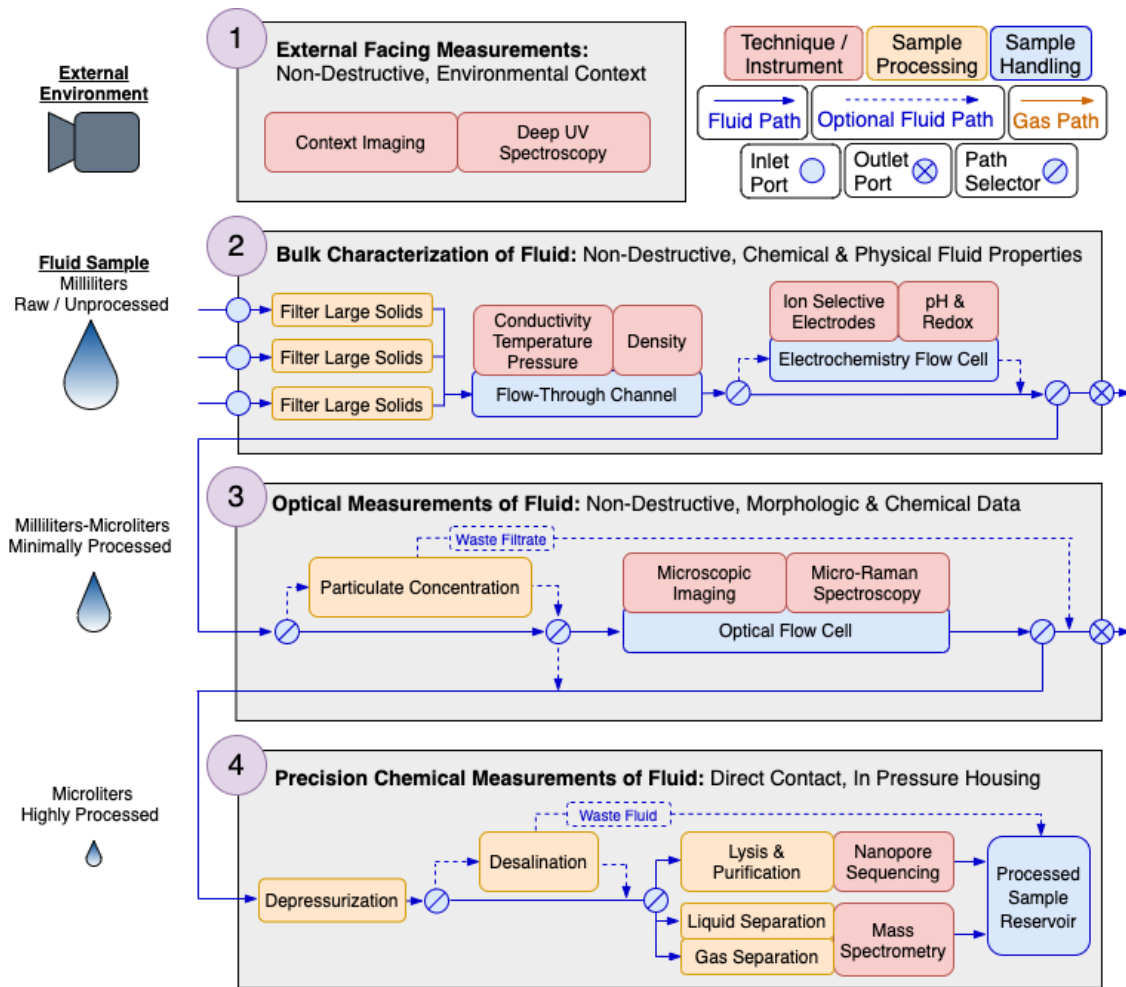 External
Environment
1
External Facing Measurements:
Non-Destructive, Environmental Context
Context Imaging
Deep UV
Spectroscopy
Technique /
Instrument
Sample
Processing
Sample
Handling
Fluid Path
Optional Fluid Path
Gas Path
Inlet
Port
Outlet
Port
Path
Selector
Fluid Sample
Milliliters
Raw / Unprocessed
2
Bulk Characterization of Fluid: Non-Destructive, Chemical & Physical Fluid Properties
Filter Large Solids
Filter Large Solids
Filter Large Solids
Conductivity
Temperature
Pressure
Density
Flow-Through Channel
Ion Selective
Electrodes
pH &
Redox
Electrochemistry Flow Cell
Milliliters-Microliters
Minimally Processed
3
Optical Measurements of Fluid: Non-Destructive, Morphologic & Chemical Data
Waste Filtrate
Particulate Concentration
Microscopic
Imaging
Micro-Raman
Spectroscopy
Optical Flow Cell
Microliters
Highly Processed
4
Precision Chemical Measurements of Fluid: Direct Contact, In Pressure Housing
Waste Fluid
Depressurization
Desalination
Lysis &
Purification
Nanopore
Sequencing
Liquid Separation
Gas Separation
Mass
Spectrometry
Processed
Sample
Reservoir